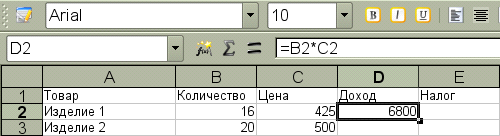 Arial 10 B I U
D2 =B2*C2
A B C D E
1 Товар Количество Цена Доход Налог
2 Изделие 1 16 425 6800
3 Изделие 2 20 500